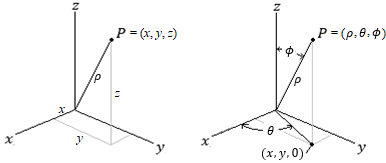 z
P = (x, y, z)
ρ
z
x
y
x
y
z
ϕ
P = (ρ, θ, ϕ)
ρ
θ
x
y
(x, y, 0)